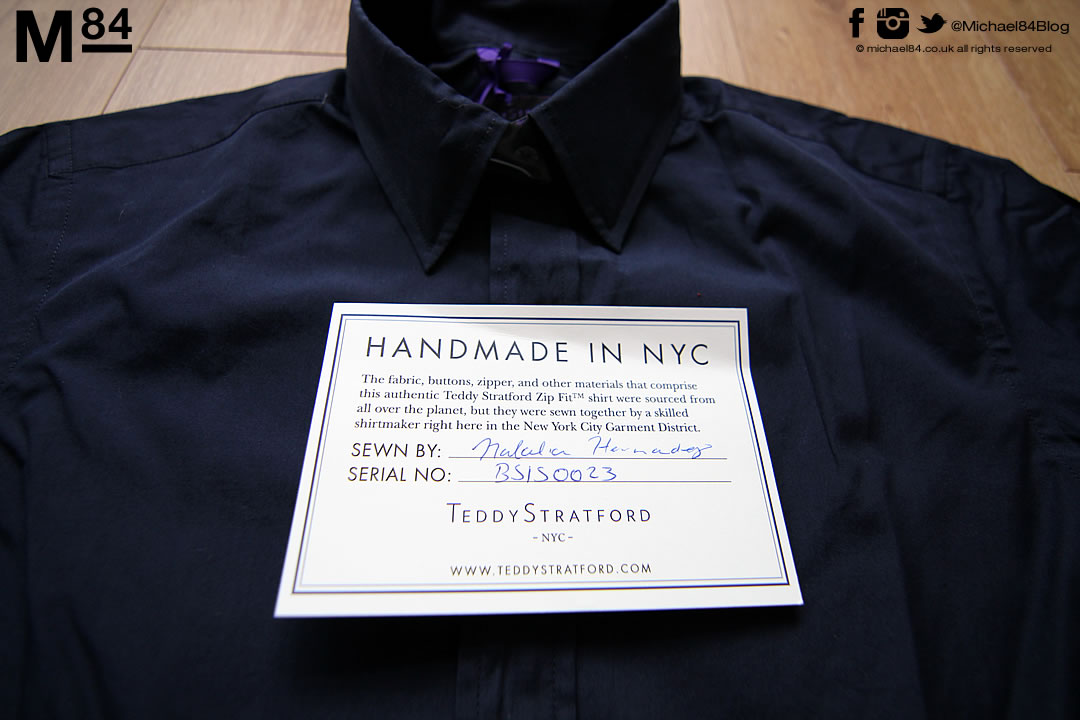 M84
@Michael84Blog
© michael84.co.uk all rights reserved
HANDMADE IN NYC
The fabric, buttons, zipper, and other materials that comprise
this authentic Teddy Stratford Zip Fit™ shirt were sourced from
all over the planet, but they were sewn together by a skilled
shirtmaker right here in the New York City Garment District.
SEWN BY: Natalia Hernandez
SERIAL NO: BSIS0023
TEDDY STRATFORD
- NYC -
WWW.TEDDYSTRATFORD.COM